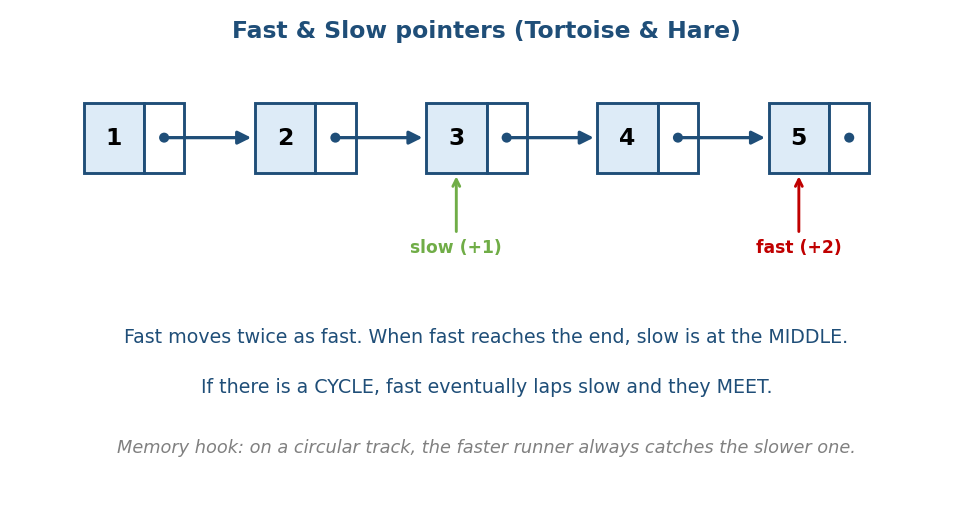 Fast & Slow pointers (Tortoise & Hare)
1 2 3 4 5
slow (+1) fast (+2)
Fast moves twice as fast. When fast reaches the end, slow is at the MIDDLE.
If there is a CYCLE, fast eventually laps slow and they MEET.
Memory hook: on a circular track, the faster runner always catches the slower one.